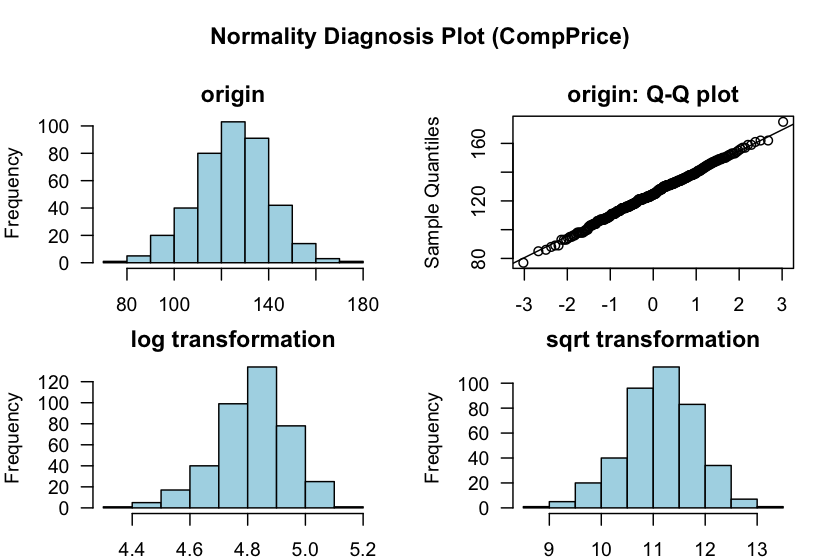 Normality Diagnosis Plot (CompPrice)
origin
Frequency
100
80
60
40
20
0
80 100 140 180
origin: Q-Q plot
Sample Quantiles
160
120
80
-3 -2 -1 0 1 2 3
log transformation
Frequency
120
100
80
60
40
20
0
4.4 4.6 4.8 5.0 5.2
sqrt transformation
Frequency
100
80
60
40
20
0
9 10 11 12 13